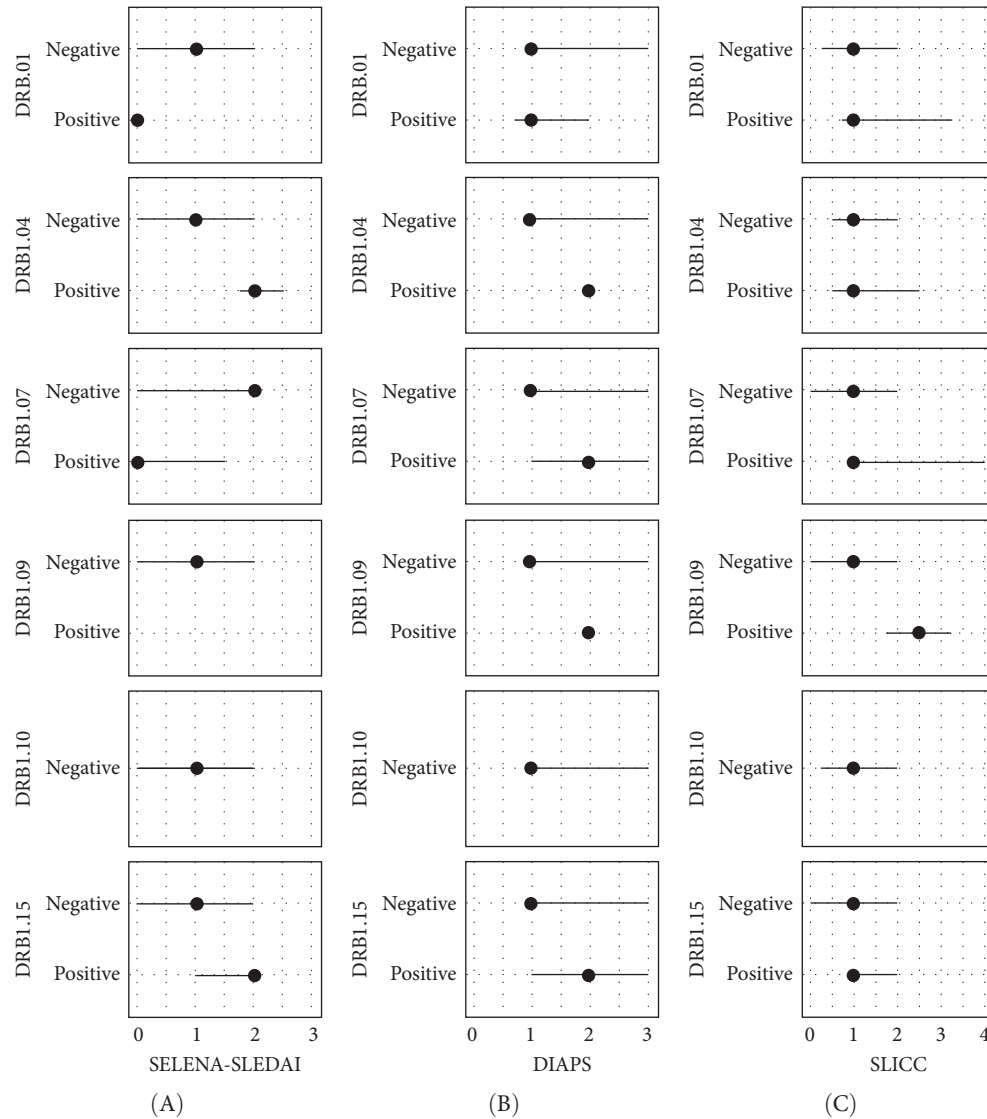 DRB.01
Negative
Positive
Negative
Positive
DRB.01
Negative
Positive
DRB.01
DRB1.04
Negative
Positive
DRB1.04
Negative
Positive
DRB1.04
Negative
Positive
DRB1.07
Negative
Positive
DRB1.07
Negative
Positive
DRB1.07
Negative
Positive
DRB1.09
Negative
Positive
DRB1.09
Negative
Positive
DRB1.09
Negative
Positive
DRB1.10
Negative
DRB1.10
Negative
DRB1.10
Negative
DRB1.15
Negative
Positive
DRB1.15
Negative
Positive
DRB1.15
Negative
Positive
0 1 2 3
SELENA-SLEDAI
(A)
0 1 2 3
DIAPS
(B)
0 1 2 3 4
SLICC
(C)